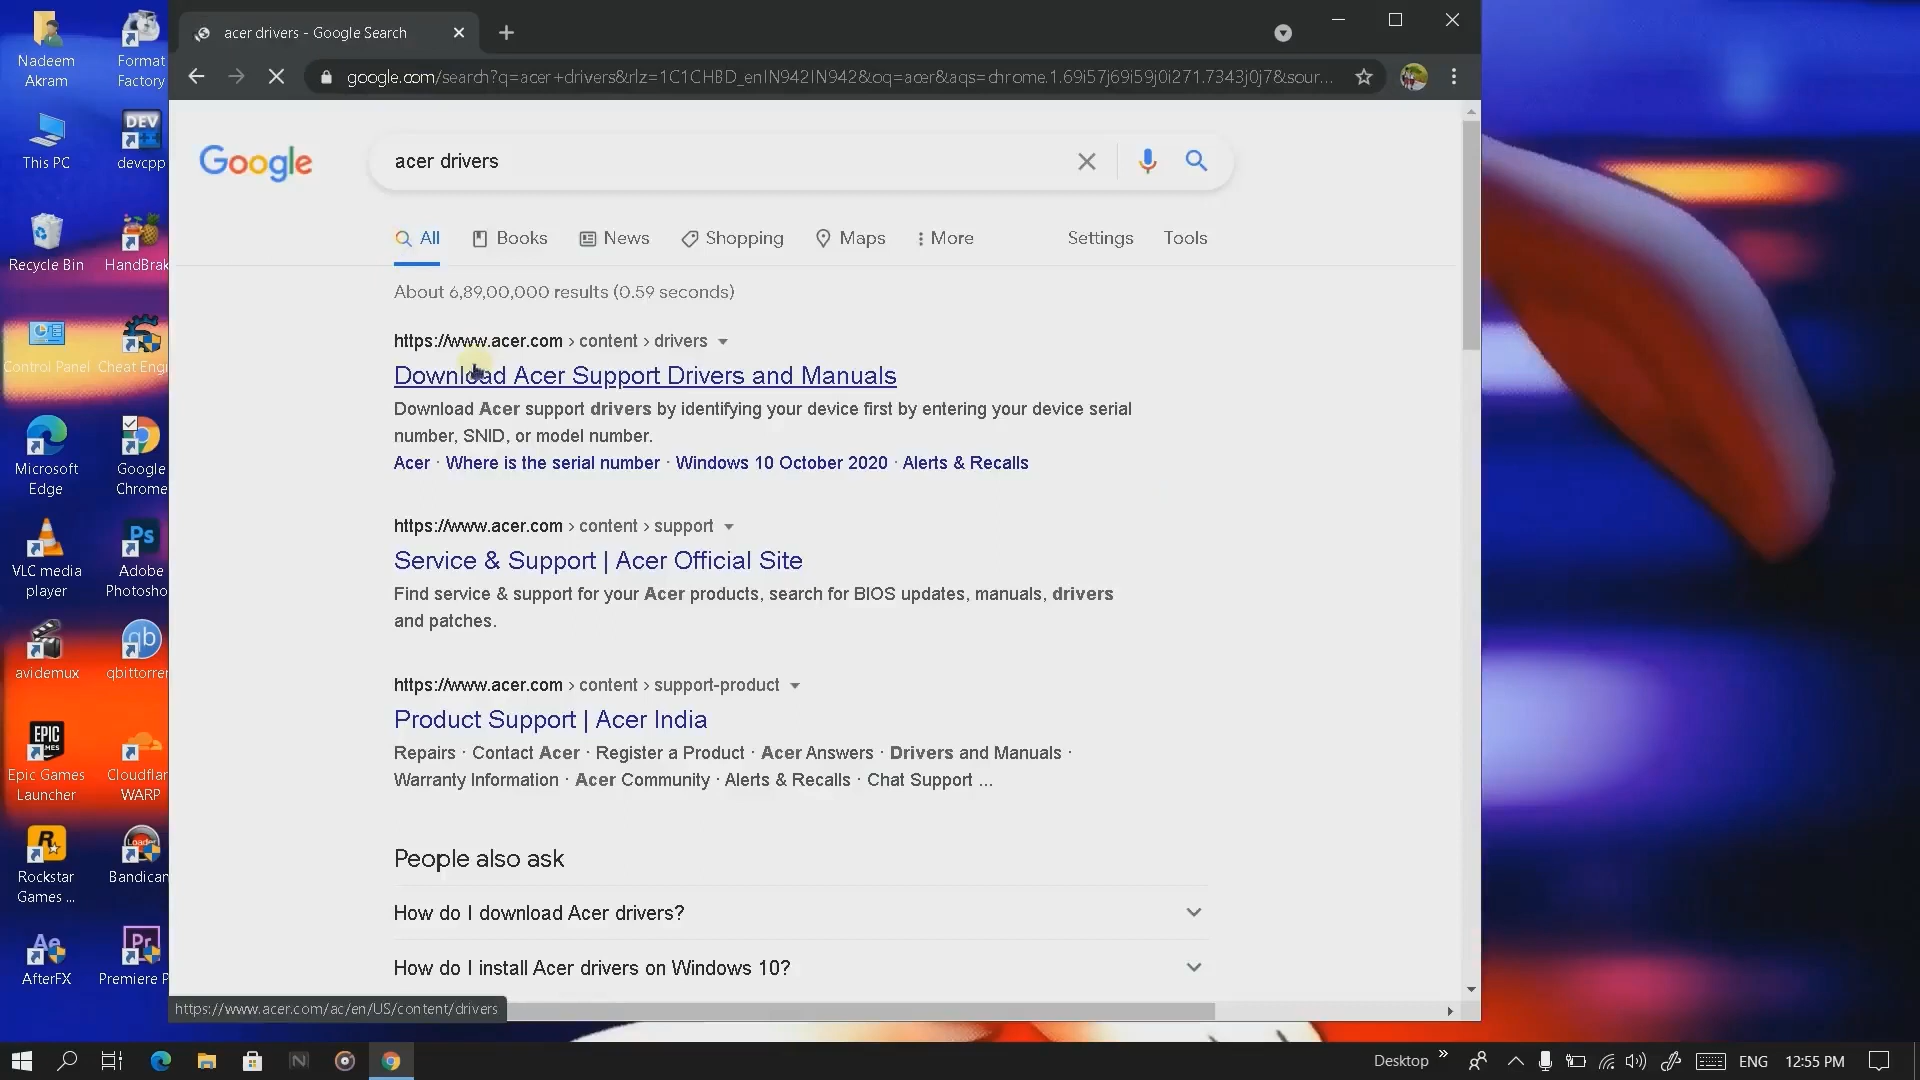 acer drivers - Google Search
google.com/search?q=acer+drivers&rlz=1C1CHBD_enIN942IN942&oq=acer&aqs=chrome.1.69i57j69i59j0i271.7343j0j7&sour...
Google
acer drivers
All
Books
News
Shopping
Maps
More
Settings
Tools
About 6,89,00,000 results (0.59 seconds)
https://www.acer.com › content › drivers
Download Acer Support Drivers and Manuals
Download Acer support drivers by identifying your device first by entering your device serial
number, SNID, or model number.
Acer · Where is the serial number · Windows 10 October 2020 · Alerts & Recalls
https://www.acer.com › content › support
Service & Support | Acer Official Site
Find service & support for your Acer products, search for BIOS updates, manuals, drivers
and patches.
https://www.acer.com › content › support-product
Product Support | Acer India
Repairs · Contact Acer · Register a Product · Acer Answers · Drivers and Manuals ·
Warranty Information · Acer Community · Alerts & Recalls · Chat Support ...
People also ask
How do I download Acer drivers?
How do I install Acer drivers on Windows 10?
https://www.acer.com/ac/en/US/content/drivers
Nadeem
Akram
Format
Factory
This PC
DEV
devcpp
Recycle Bin
HandBrak
Control Panel
Cheat Engi
Microsoft
Edge
Google
Chrome
VLC media
player
Ps
Adobe
Photosho
avidemux
qb
qbittorrer
EPIC
GAMES
Epic Games
Launcher
Cloudflar
WARP
R
Rockstar
Games ...
Loader
Bandican
Ae
AfterFX
Pr
Premiere P
N
Desktop
ENG
12:55 PM